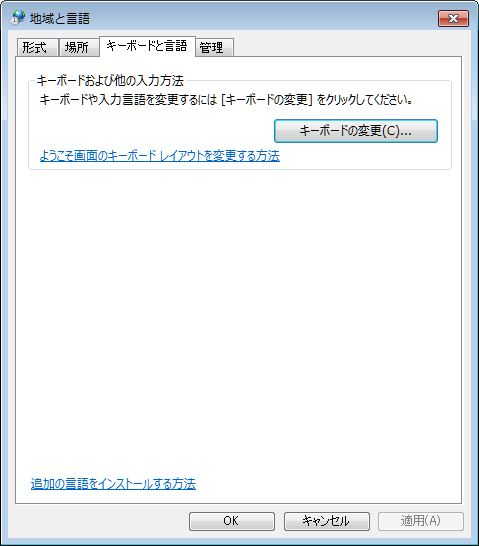 地域と言語
形式 場所 キーボードと言語 管理
キーボードおよび他の入力方法
キーボードや入力言語を変更するには [キーボードの変更] をクリックしてください。
キーボードの変更(C)...
ようこそ画面のキーボード レイアウトを変更する方法
追加の言語をインストールする方法
OK キャンセル 適用(A)